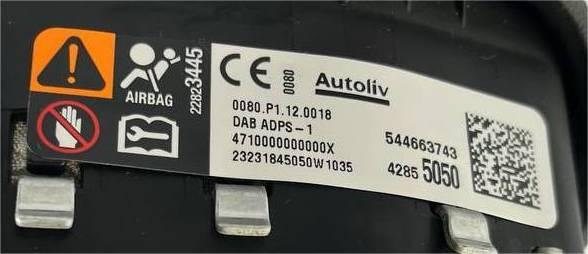 AIRBAG
22823445
CE
0080
Autoliv
0080.P1.12.0018
DAB ADPS-1
4710000000000X
23231845050W1035
544663743
4285 5050